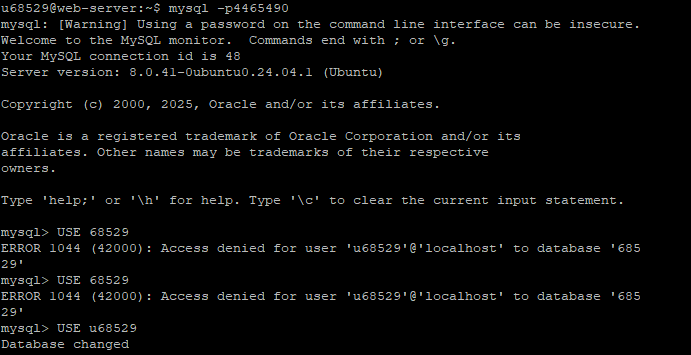 u68529@web-server:~$ mysql -p4465490
mysql: [Warning] Using a password on the command line interface can be insecure.
Welcome to the MySQL monitor.  Commands end with ; or \g.
Your MySQL connection id is 48
Server version: 8.0.41-0ubuntu0.24.04.1 (Ubuntu)

Copyright (c) 2000, 2025, Oracle and/or its affiliates.

Oracle is a registered trademark of Oracle Corporation and/or its
affiliates. Other names may be trademarks of their respective
owners.

Type 'help;' or '\h' for help. Type '\c' to clear the current input statement.

mysql> USE 68529
ERROR 1044 (42000): Access denied for user 'u68529'@'localhost' to database '685
29'
mysql> USE 68529
ERROR 1044 (42000): Access denied for user 'u68529'@'localhost' to database '685
29'
mysql> USE u68529
Database changed